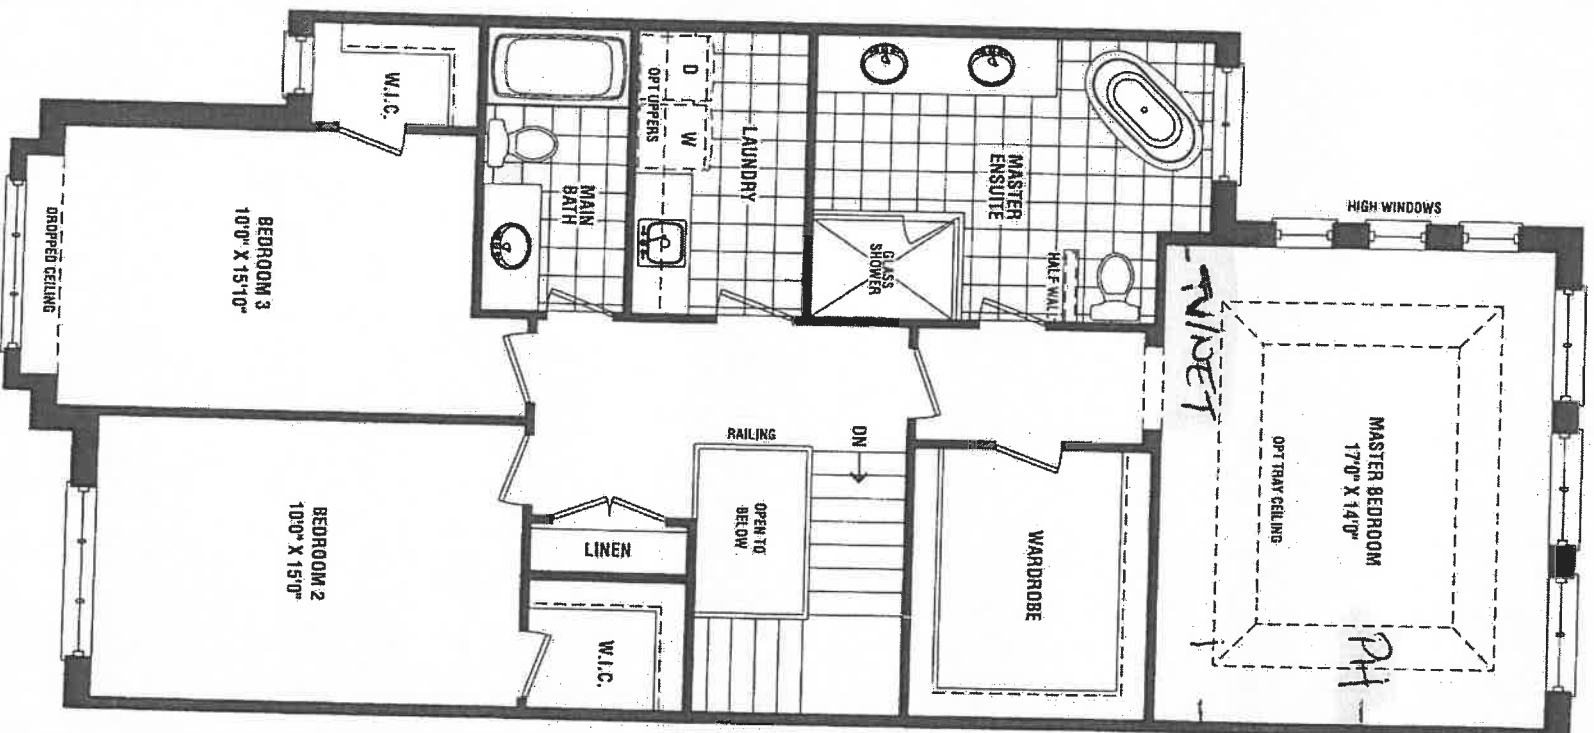 W.I.C.
D
W
OPT UPPERS
LAUNDRY
MAIN
BATH
MASTER
ENSUITE
GLASS
SHOWER
HALF WALL
HIGH WINDOWS
BEDROOM 3
10'0" X 15'10"
DROPPED CEILING
RAILING
DN
OPEN TO
BELOW
MASTER BEDROOM
17'0" X 14'0"
OPT TRAY CEILING
PH
BEDROOM 2
10'0" X 15'0"
LINEN
W.I.C.
WARDROBE